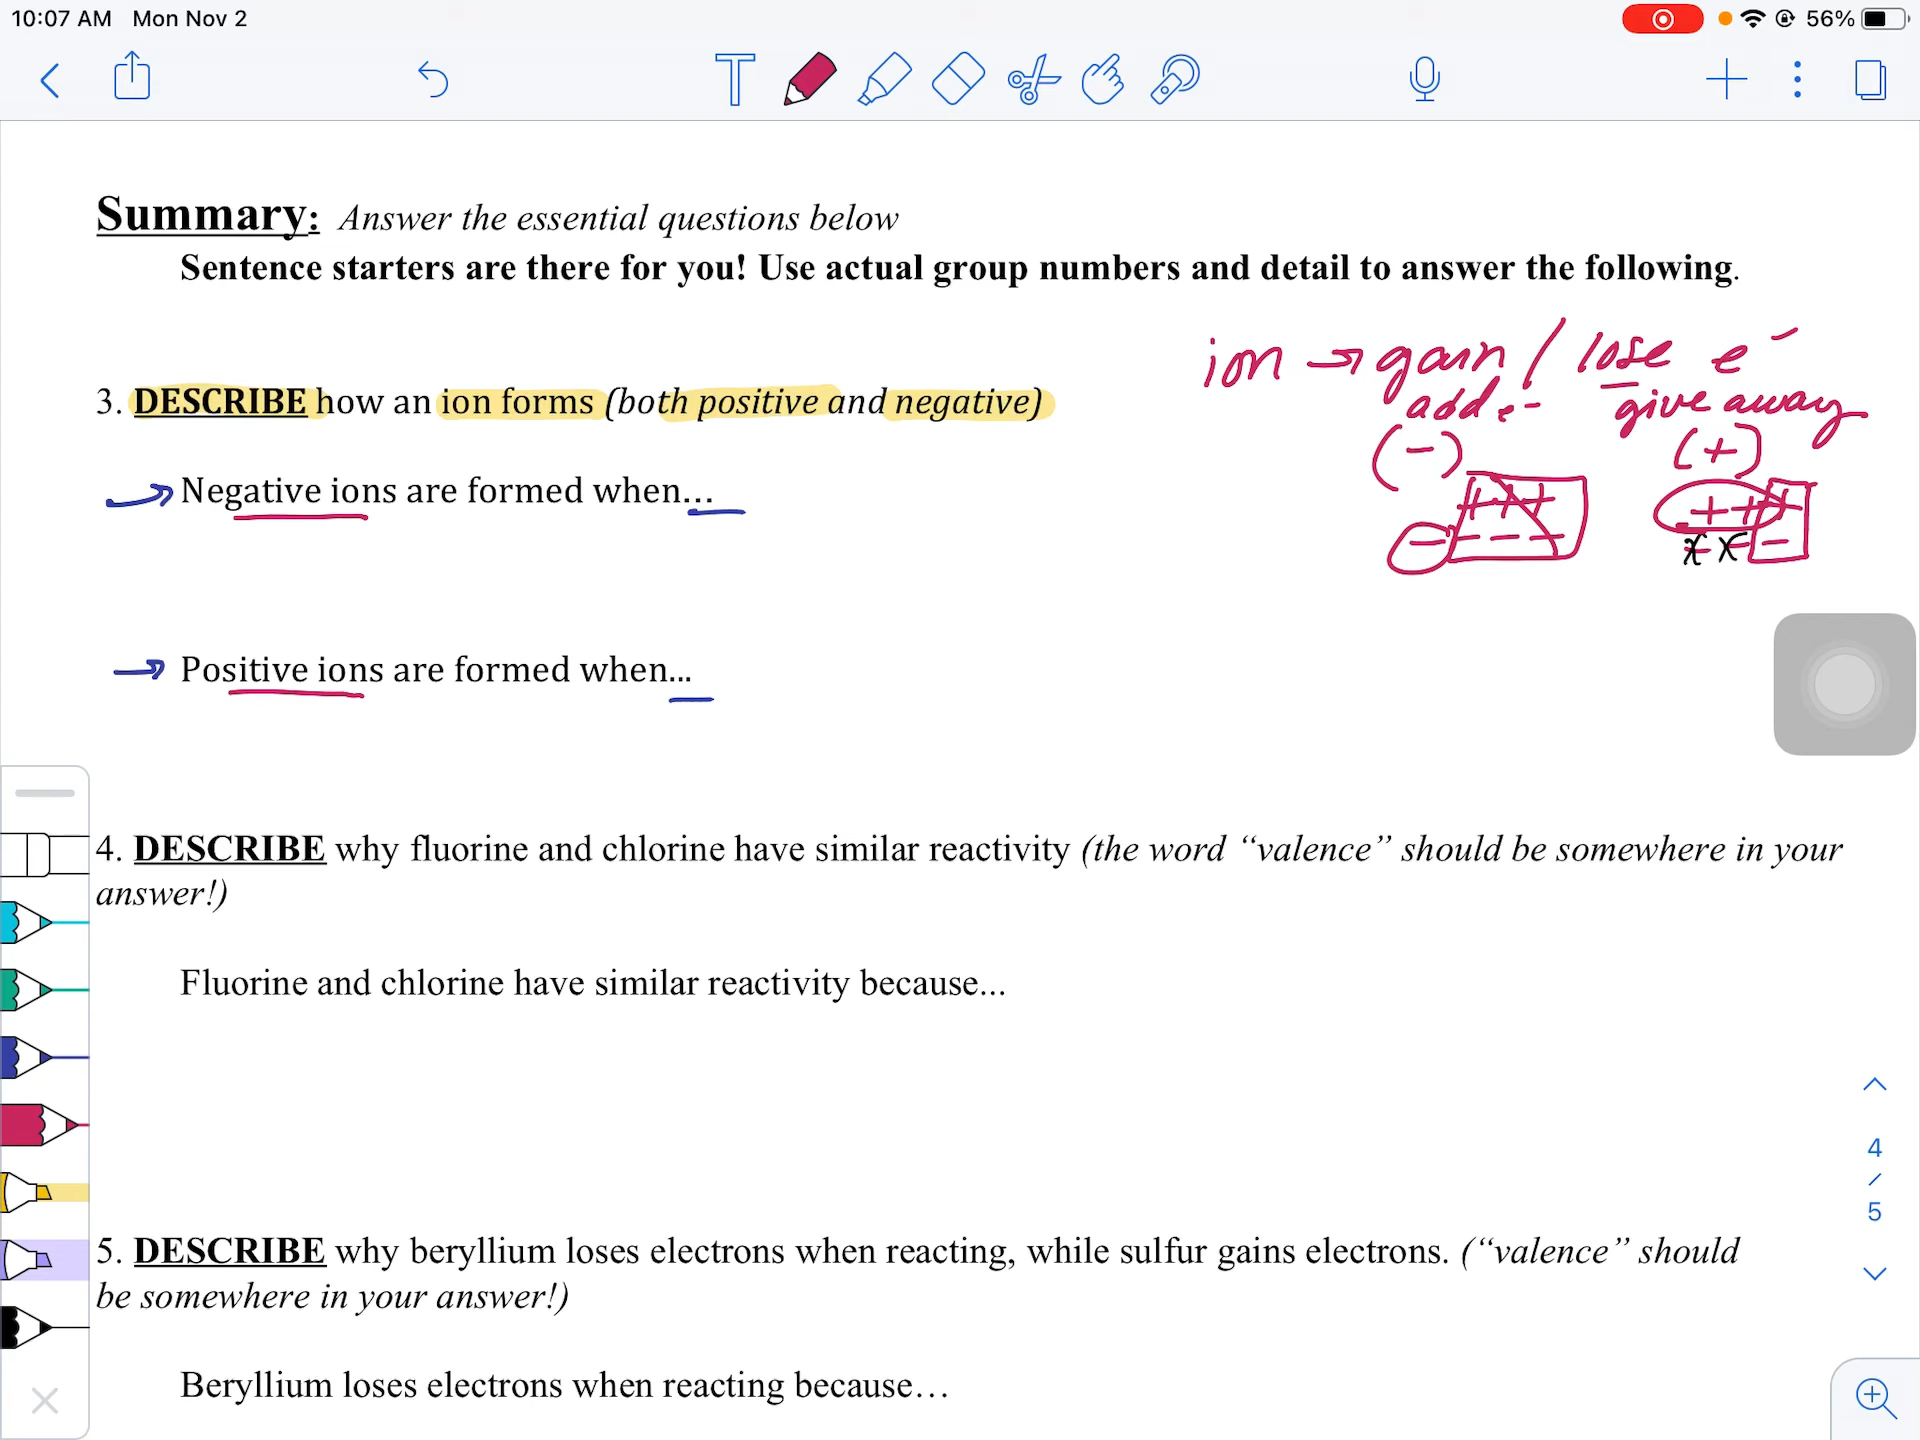 10:07 AM Mon Nov 2
56%
Summary: Answer the essential questions below
Sentence starters are there for you! Use actual group numbers and detail to answer the following.
ion → gain / lose e⁻
add e- give away
(-) (+)
3. DESCRIBE how an ion forms (both positive and negative)
+++ +++
- --- xx -
→ Negative ions are formed when...
→ Positive ions are formed when...
4. DESCRIBE why fluorine and chlorine have similar reactivity (the word “valence” should be somewhere in your
answer!)
Fluorine and chlorine have similar reactivity because...
4
/
5
5. DESCRIBE why beryllium loses electrons when reacting, while sulfur gains electrons. (“valence” should
be somewhere in your answer!)
Beryllium loses electrons when reacting because…